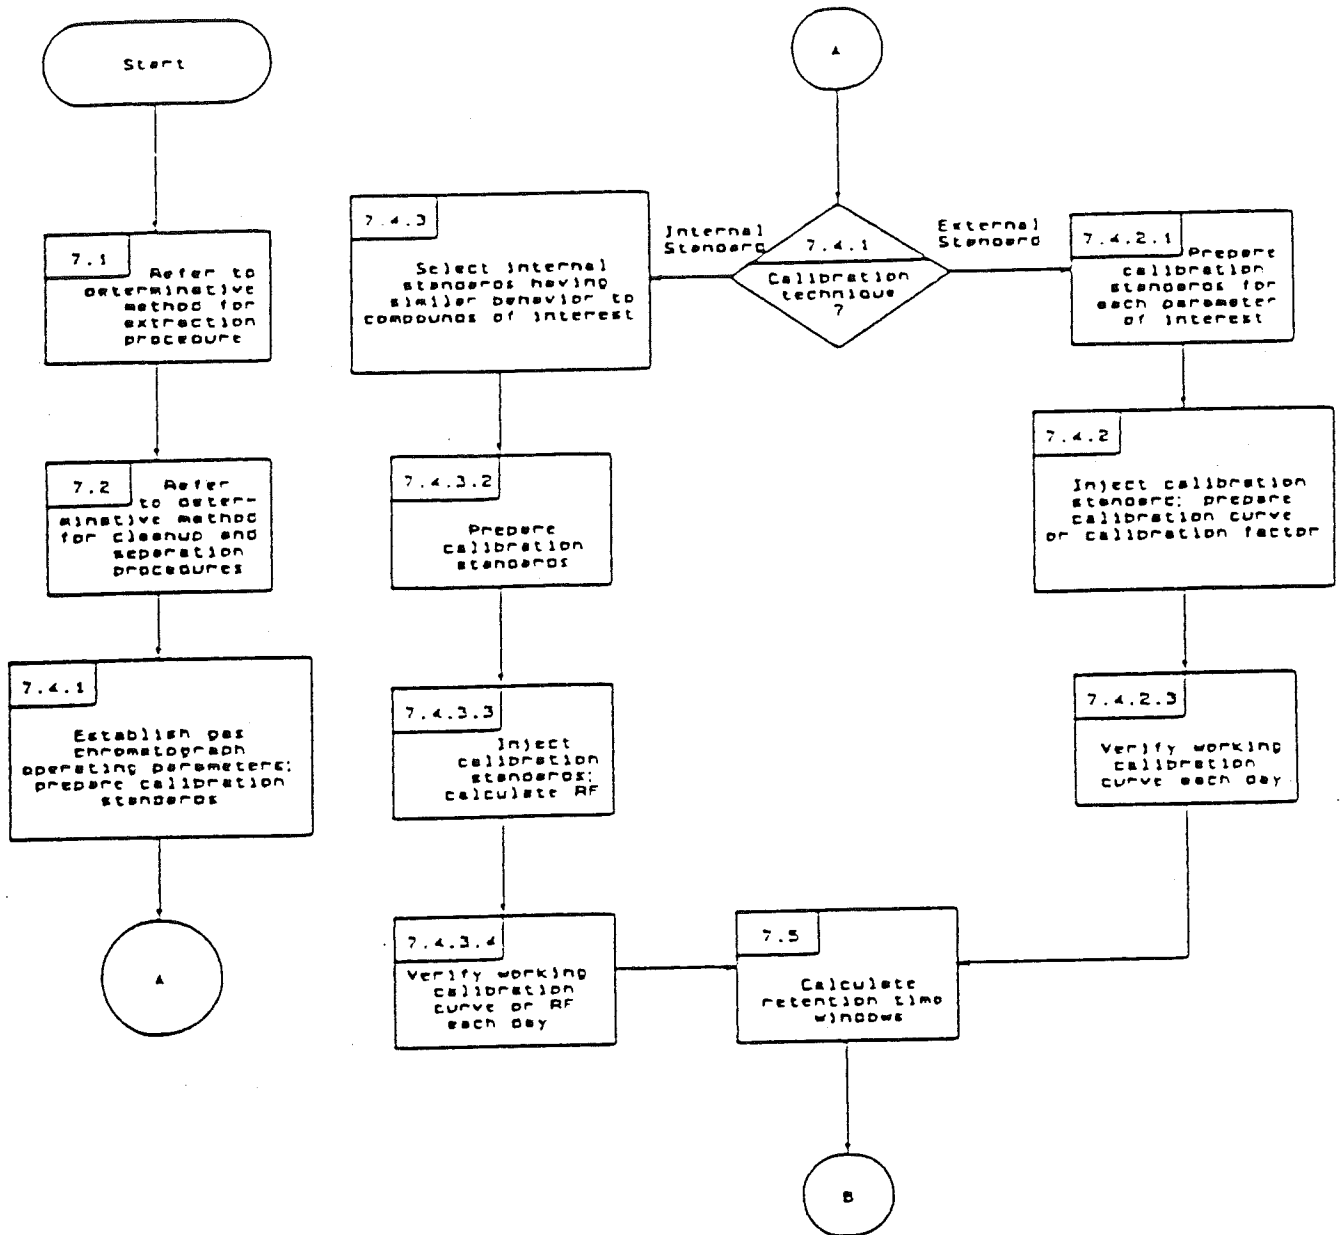 Start
7.1
Refer to
determinative
method for
extraction
procedure
7.2
Refer
to deter-
minative method
for cleanup and
separation
procedures
7.4.1
Establish gas
chromatograph
operating parameters;
prepare calibration
standards
A
A
7.4.1
Calibration
technique
?
Internal
Standard
External
Standard
7.4.3
Select internal
standards having
similar behavior to
compounds of interest
7.4.3.2
Prepare
calibration
standards
7.4.3.3
Inject
calibration
standards;
calculate RF
7.4.3.4
Verify working
calibration
curve or RF
each day
7.4.2.1
Prepare
calibration
standards for
each parameter
of interest
7.4.2
Inject calibration
standard; prepare
calibration curve
or calibration factor
7.4.2.3
Verify working
calibration
curve each day
7.5
Calculate
retention time
windows
B